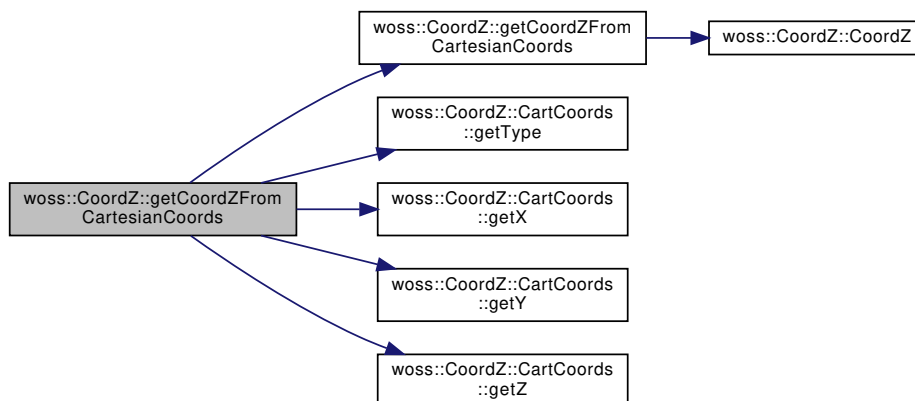 woss::CoordZ::getCoordZFrom
CartesianCoords
woss::CoordZ::getCoordZFrom
CartesianCoords
woss::CoordZ::CoordZ
woss::CoordZ::CartCoords
::getType
woss::CoordZ::CartCoords
::getX
woss::CoordZ::CartCoords
::getY
woss::CoordZ::CartCoords
::getZ